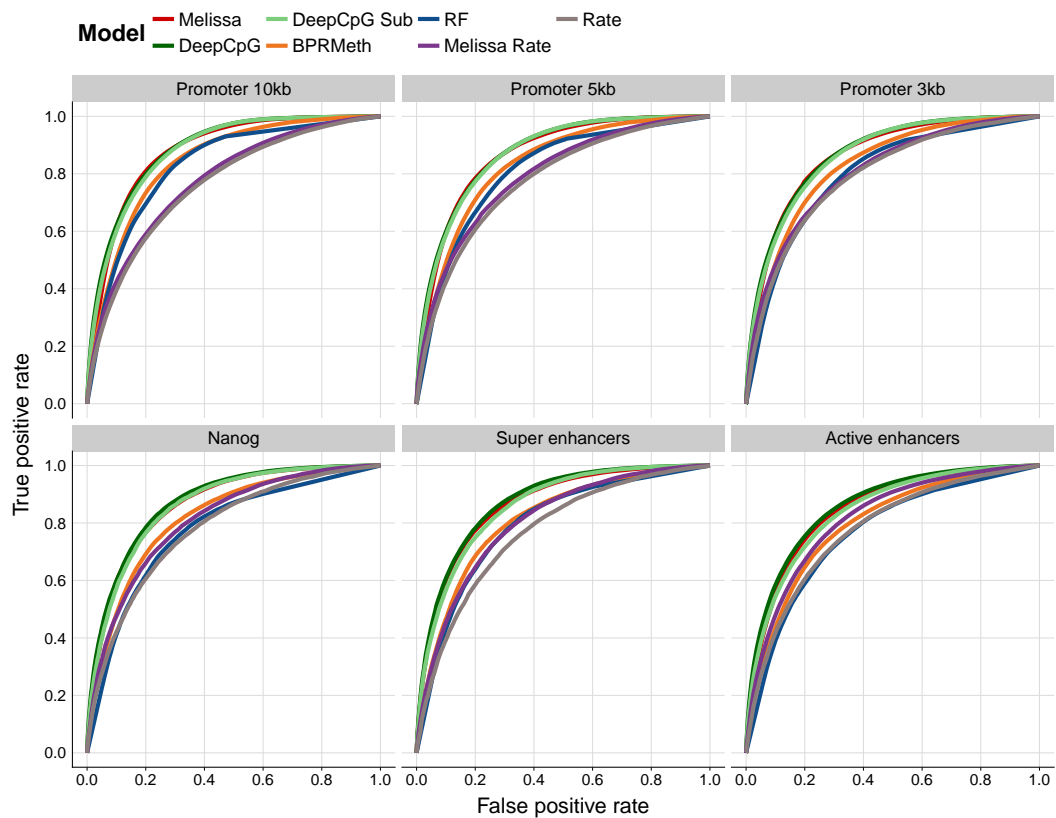 Model Melissa DeepCpG Sub RF Rate
DeepCpG BPRMeth Melissa Rate
Promoter 10kb Promoter 5kb Promoter 3kb
1.0
0.8
0.6
0.4
0.2
0.0
Nanog Super enhancers Active enhancers
1.0
0.8
0.6
0.4
0.2
0.0
True positive rate
0.0 0.2 0.4 0.6 0.8 1.0 0.0 0.2 0.4 0.6 0.8 1.0 0.0 0.2 0.4 0.6 0.8 1.0
False positive rate